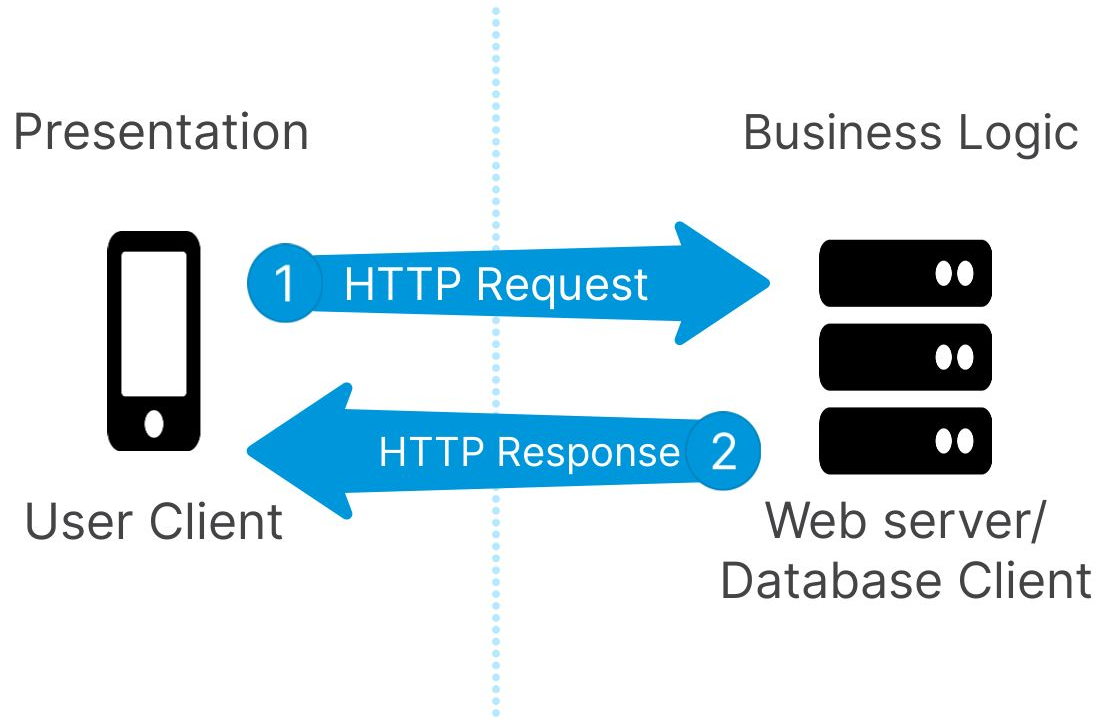 Presentation
Business Logic
1 HTTP Request
HTTP Response 2
User Client
Web server/
Database Client